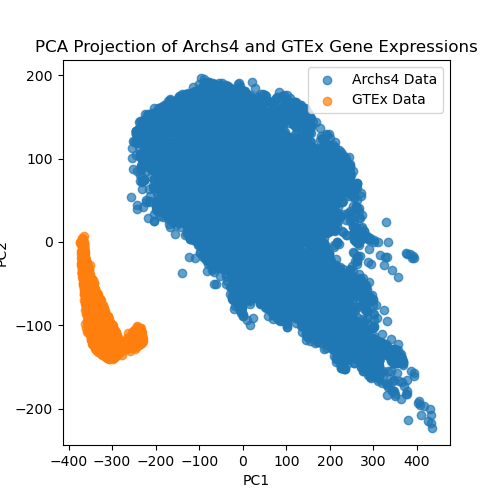 PCA Projection of Archs4 and GTEx Gene Expressions
Archs4 Data
GTEx Data
200
100
0
−100
−200
PC2
−400
−300
−200
−100
0
100
200
300
400
PC1